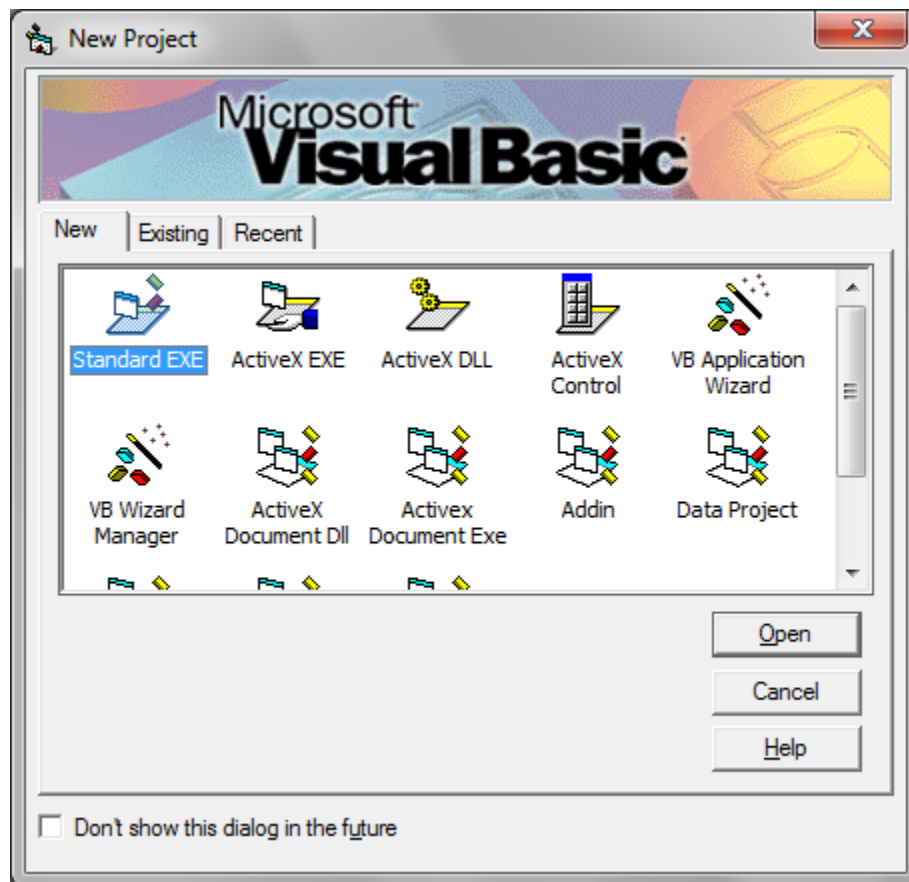 New Project
Microsoft
Visual Basic
New Existing Recent
Standard EXE ActiveX EXE ActiveX DLL ActiveX Control VB Application Wizard
VB Wizard Manager ActiveX Document Dll Activex Document Exe Addin Data Project
Open
Cancel
Help
Don't show this dialog in the future